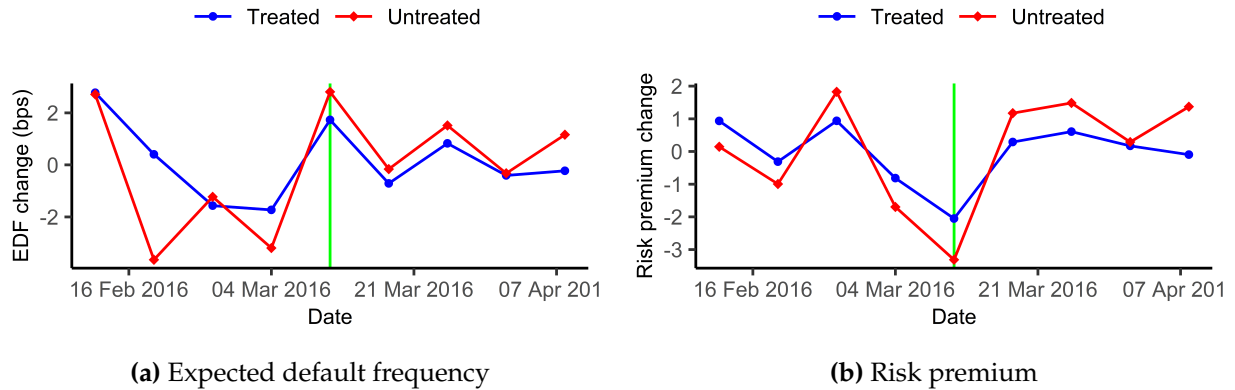 Treated Untreated
EDF change (bps)
2
0
-2
16 Feb 2016 04 Mar 2016 21 Mar 2016 07 Apr 201
Date
(a) Expected default frequency
Treated Untreated
Risk premium change
2
1
0
-1
-2
-3
16 Feb 2016 04 Mar 2016 21 Mar 2016 07 Apr 201
Date
(b) Risk premium